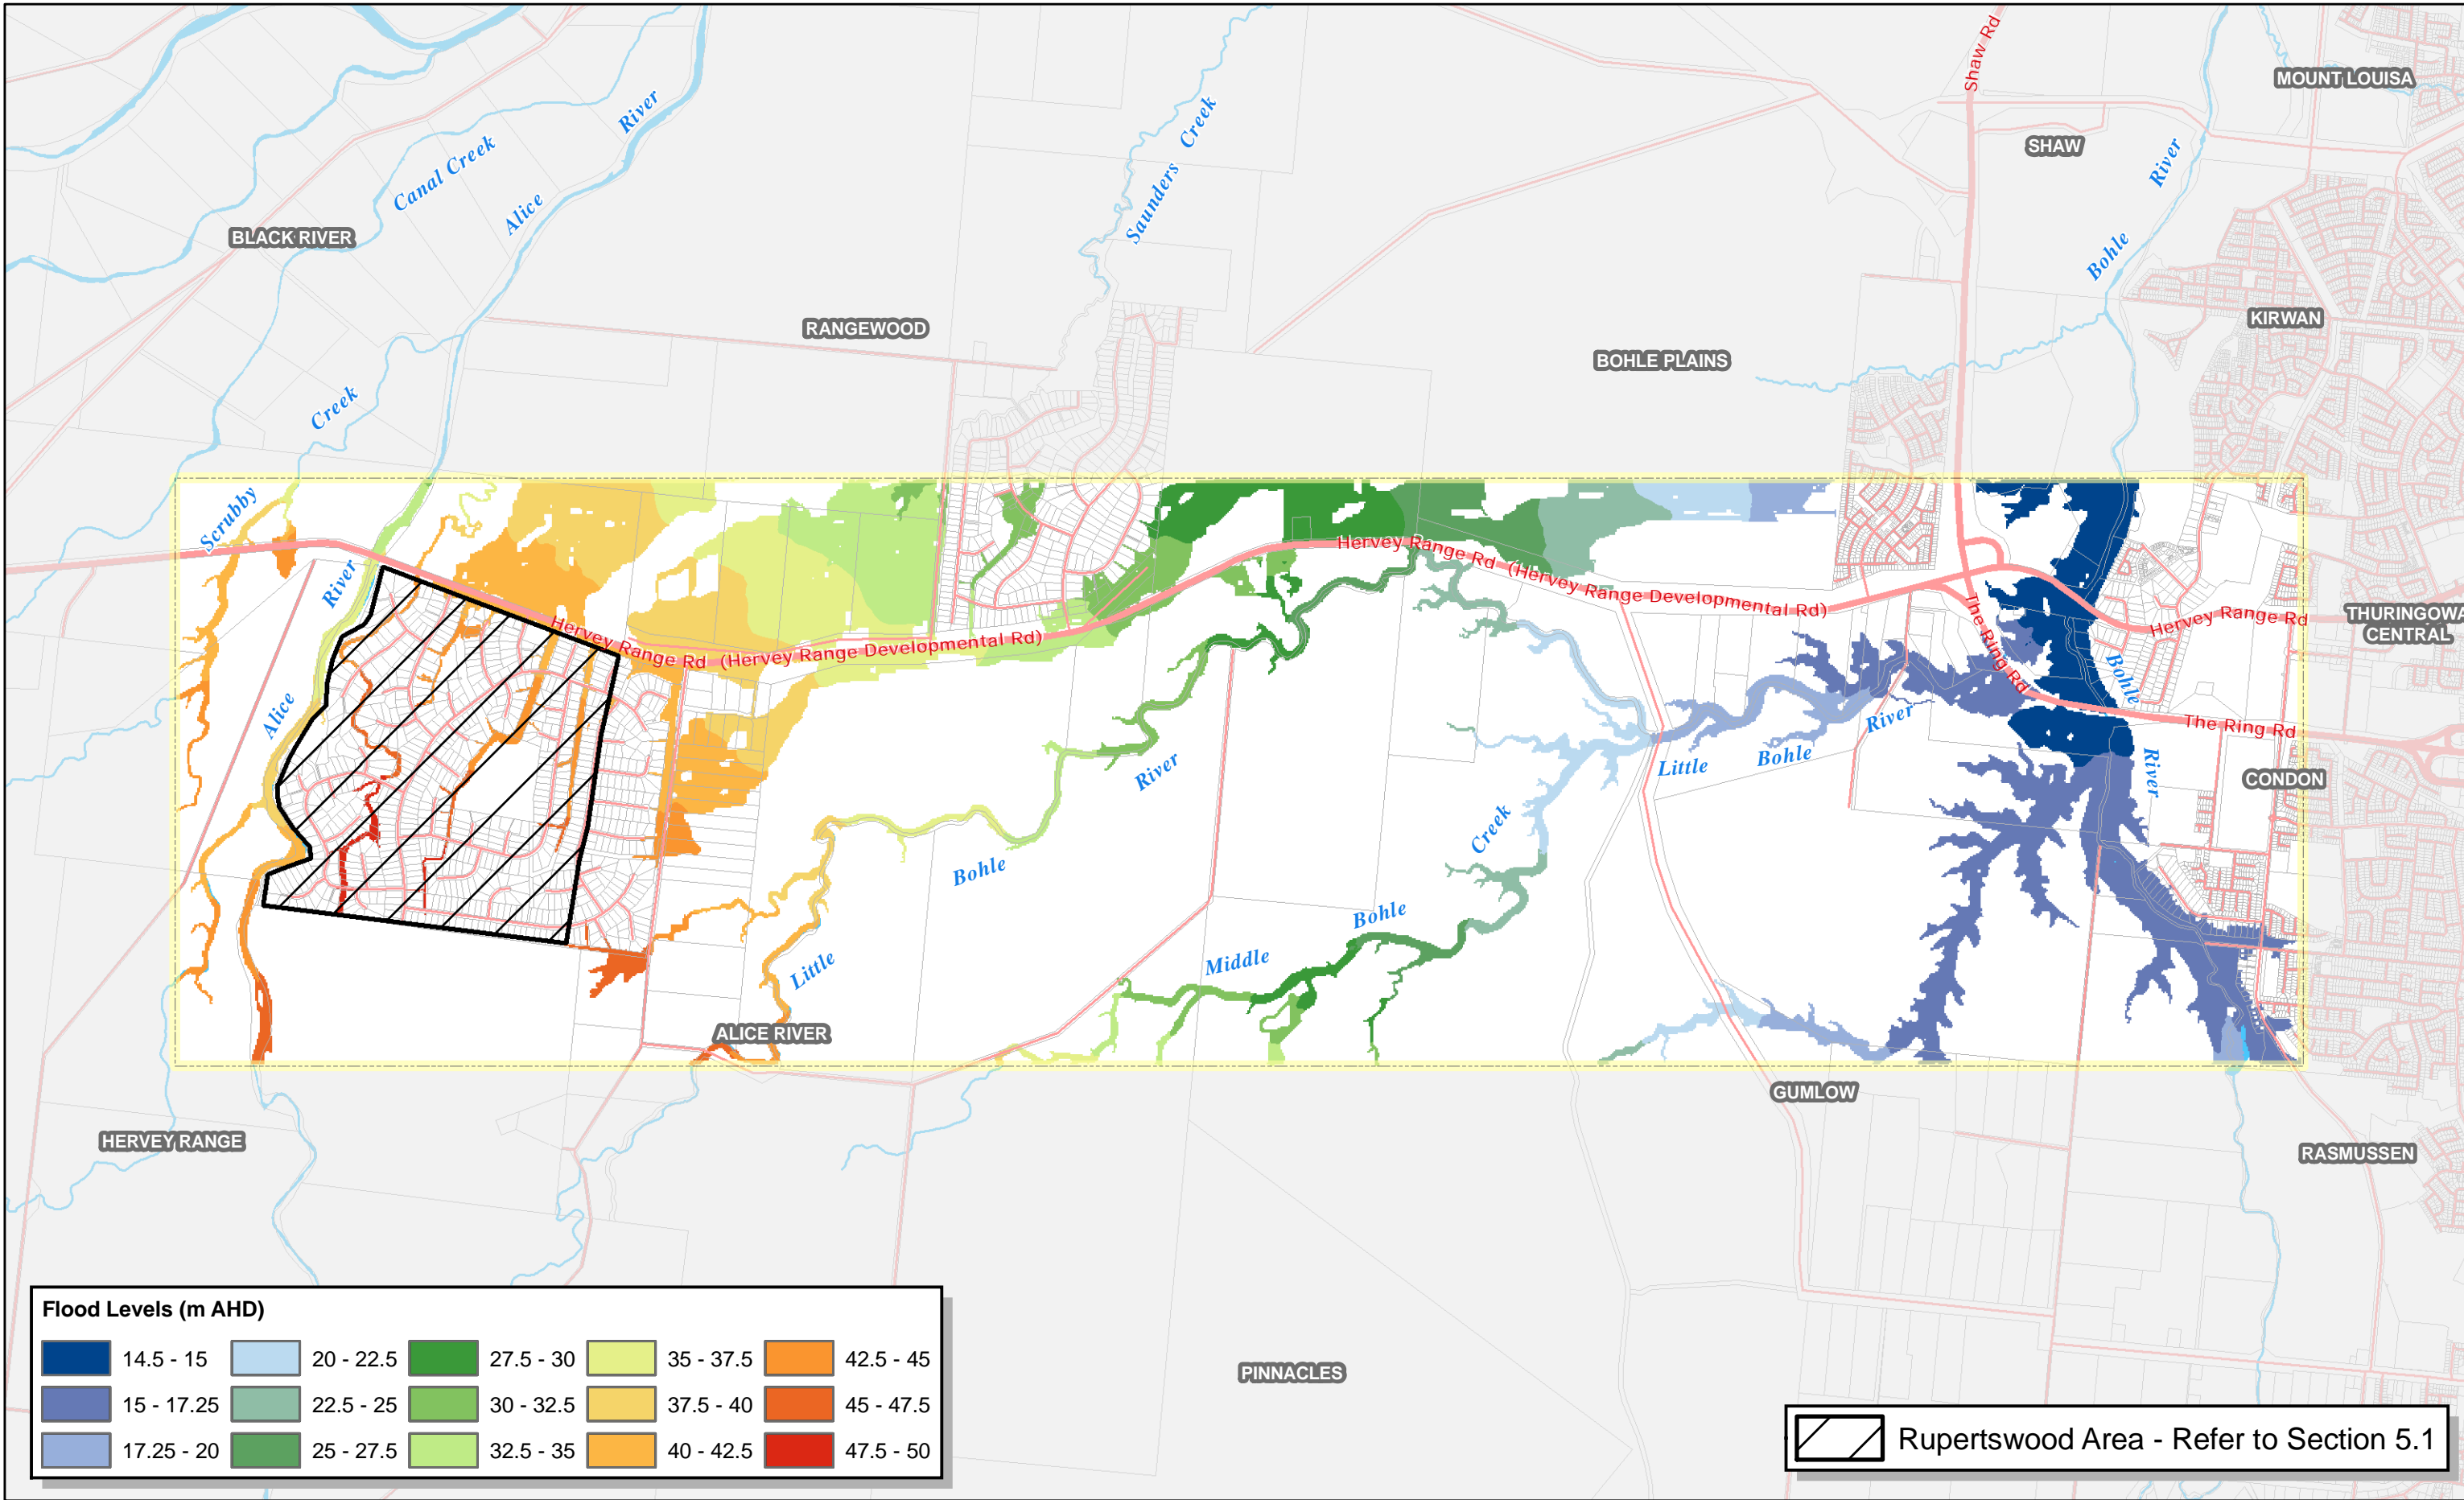 Shaw Rd
MOUNT LOUISA
River
Canal Creek
Saunders Creek
SHAW
River
Alice
BLACK RIVER
Bohle
RANGEWOOD
KIRWAN
BOHLE PLAINS
Creek
Scrubby
Hervey Range Rd (Hervey Range Developmental Rd)
River
The Ring Rd
Hervey Range Rd
THURINGOWA
CENTRAL
Hervey Range Rd (Hervey Range Developmental Rd)
Bohle
Alice
River
The Ring Rd
River
Little
Bohle
River
CONDON
Creek
Bohle
Bohle
Middle
Little
ALICE RIVER
GUMLOW
HERVEY RANGE
RASMUSSEN
PINNACLES
Flood Levels (m AHD)
14.5 - 15
20 - 22.5
27.5 - 30
35 - 37.5
42.5 - 45
15 - 17.25
22.5 - 25
30 - 32.5
37.5 - 40
45 - 47.5
17.25 - 20
25 - 27.5
32.5 - 35
40 - 42.5
47.5 - 50
Rupertswood Area - Refer to Section 5.1